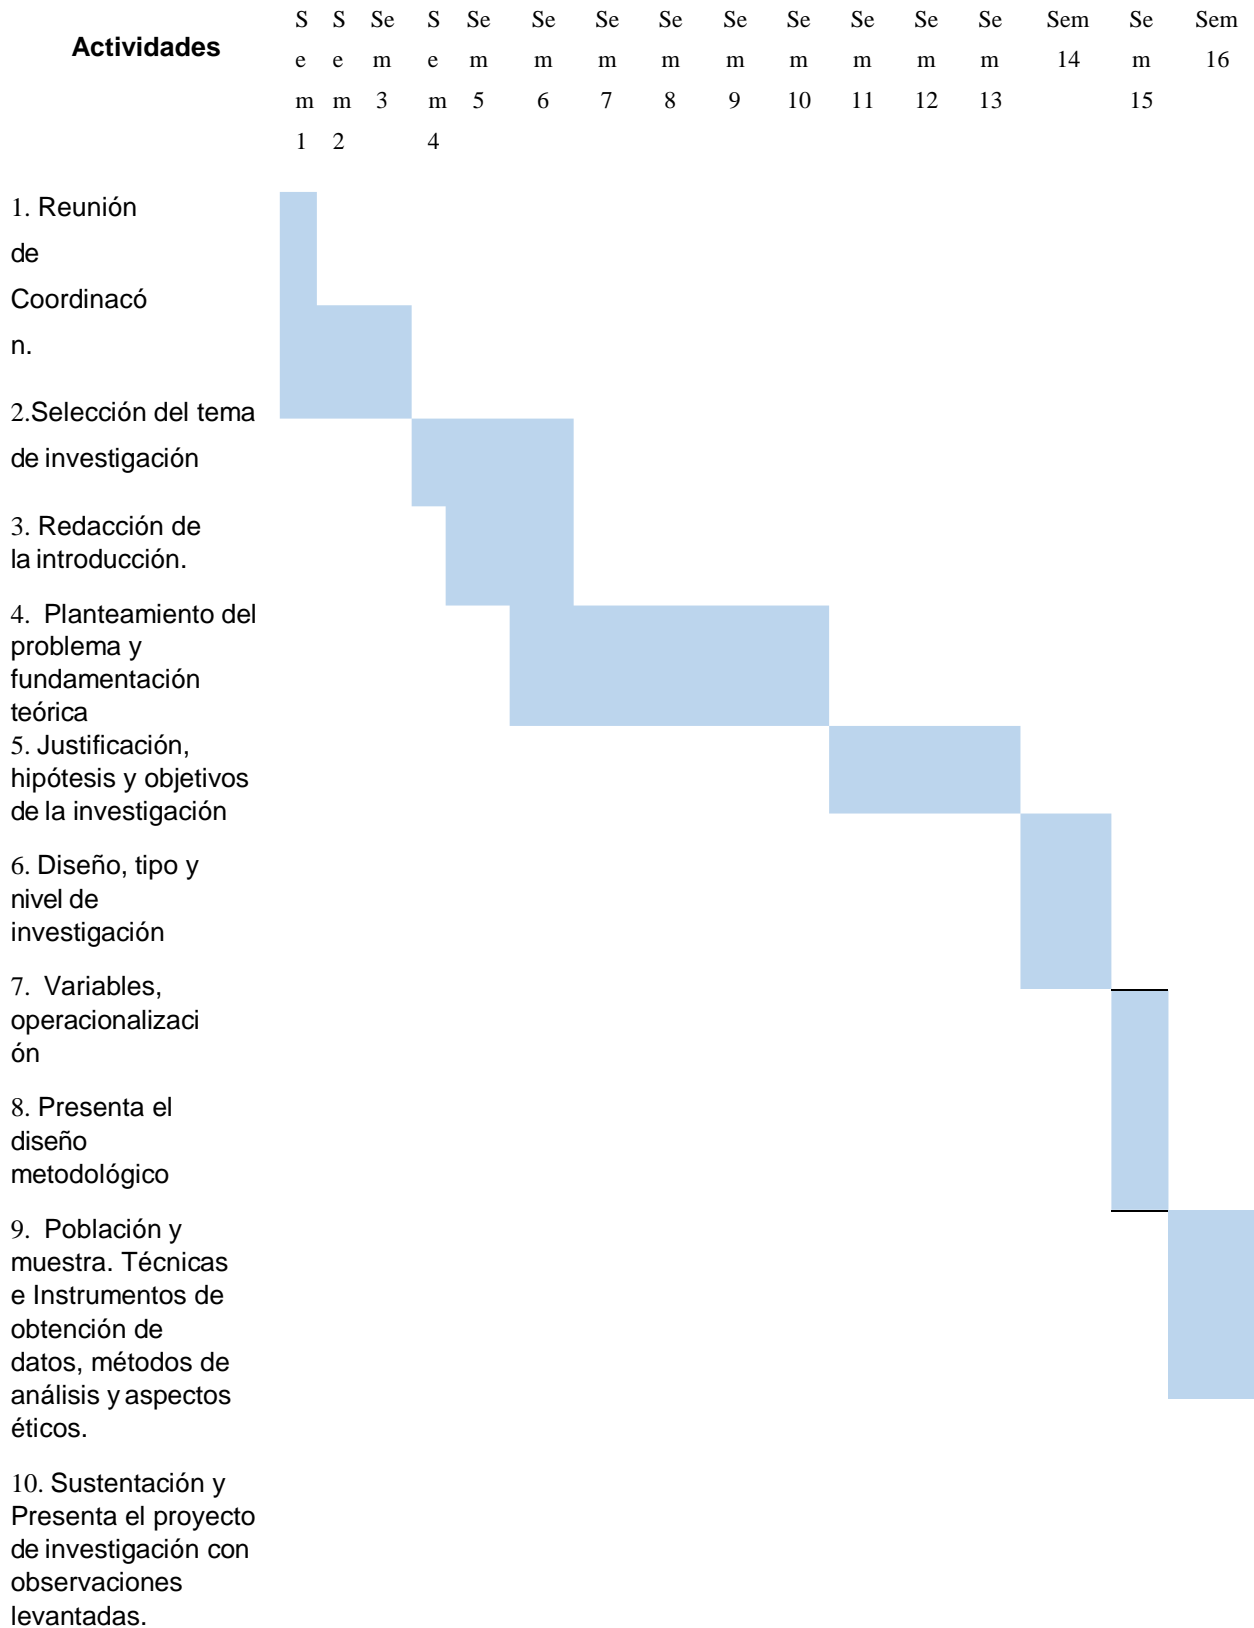 Actividades
S S Se S Se Se Se Se Se Se Se Se Se Sem Se Sem
e e m e m m m m m m m m m 14 m 16
m m 3 m 5 6 7 8 9 10 11 12 13 15
1 2 4
1. Reunión
de
Coordinacó
n.
2.Selección del tema
de investigación
3. Redacción de
la introducción.
4. Planteamiento del
problema y
fundamentación
teórica
5. Justificación,
hipótesis y objetivos
de la investigación
6. Diseño, tipo y
nivel de
investigación
7. Variables,
operacionalizaci
ón
8. Presenta el
diseño
metodológico
9. Población y
muestra. Técnicas
e Instrumentos de
obtención de
datos, métodos de
análisis y aspectos
éticos.
10. Sustentación y
Presenta el proyecto
de investigación con
observaciones
levantadas.